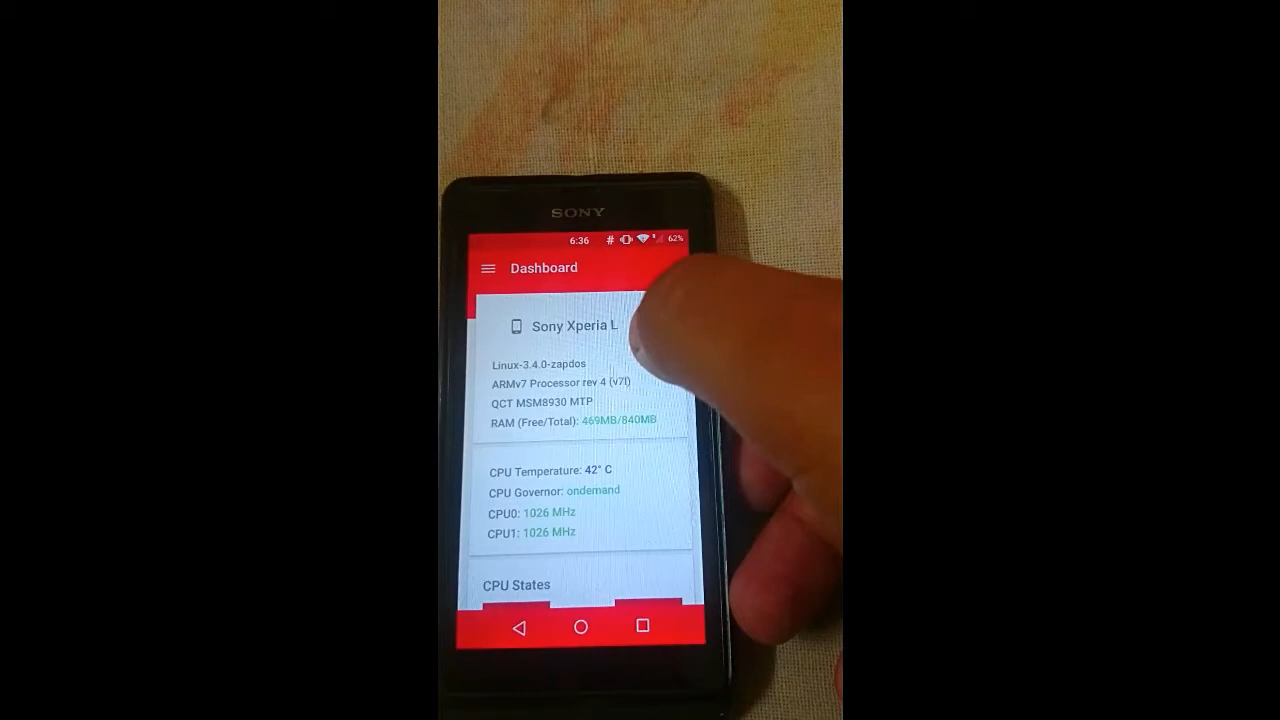 SONY
6:36 # 62%
Dashboard
Sony Xperia L
Linux-3.4.0-zapdos
ARMv7 Processor rev 4 (v7l)
QCT MSM8930 MTP
RAM (Free/Total): 469MB/840MB
CPU Temperature: 42° C
CPU Governor: ondemand
CPU0: 1026 MHz
CPU1: 1026 MHz
CPU States